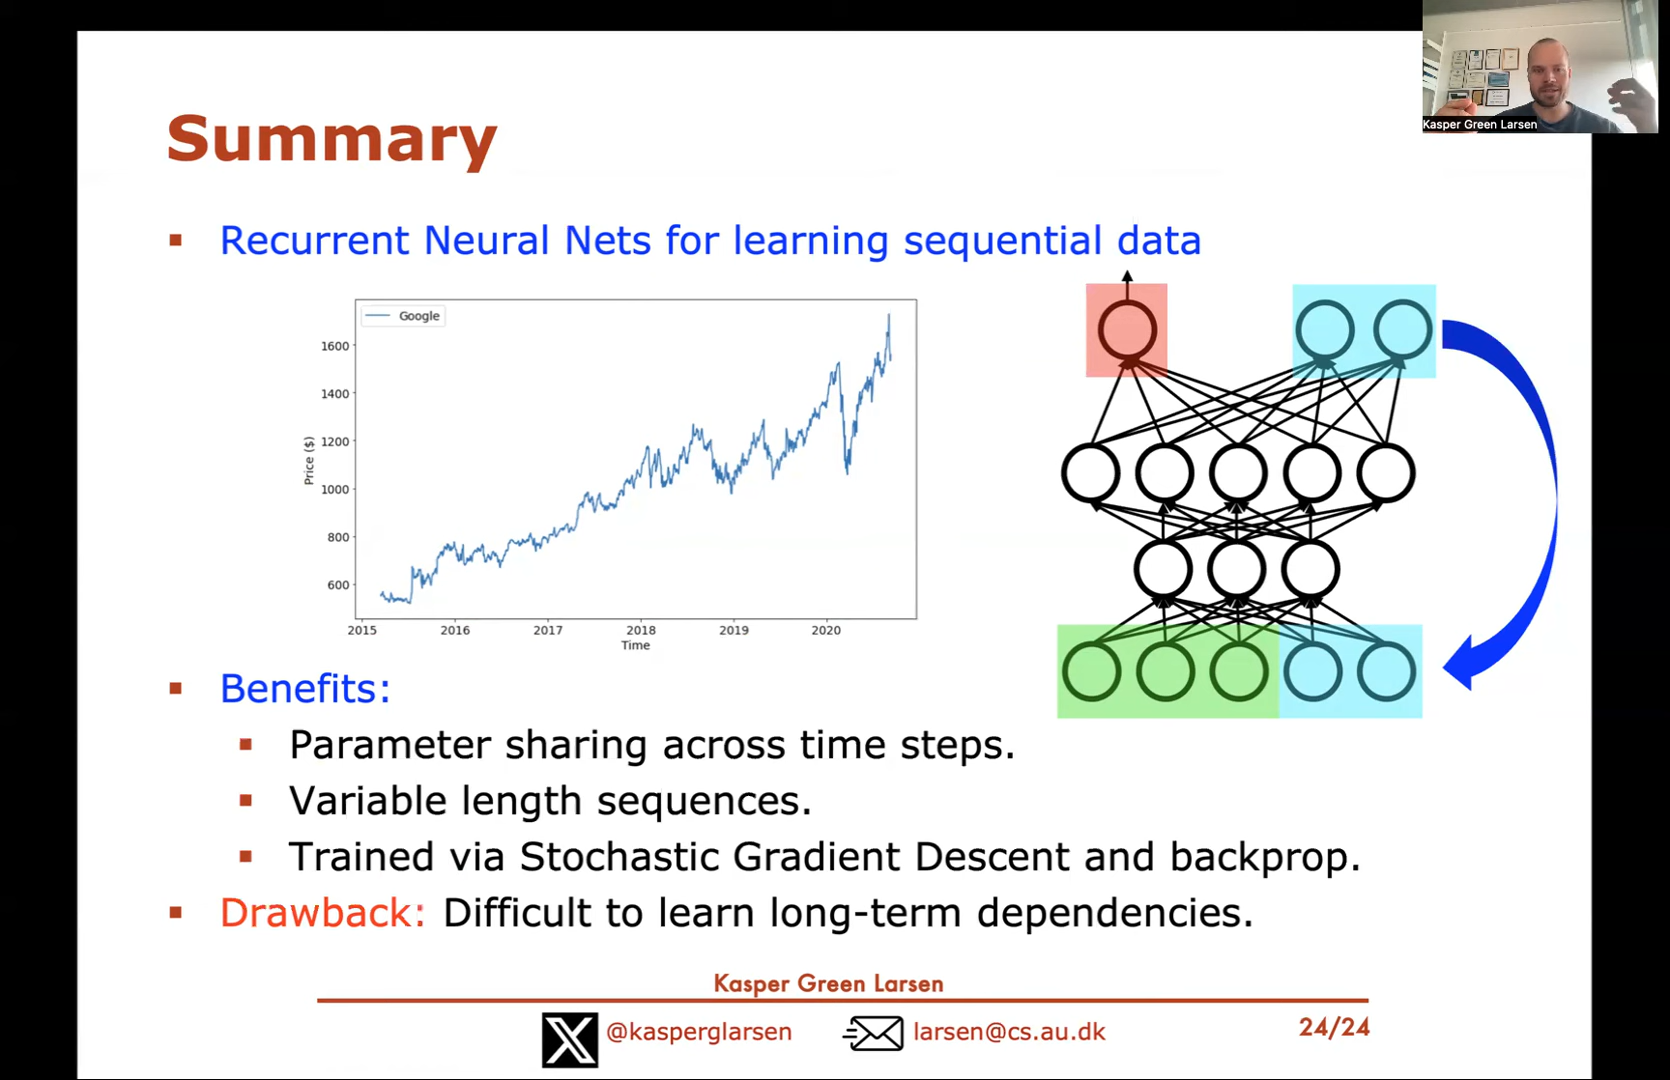 Kasper Green Larsen
Summary
▪ Recurrent Neural Nets for learning sequential data
Google
Price ($)
1600
1400
1200
1000
800
600
2015 2016 2017 2018 2019 2020
Time
▪ Benefits:
▪ Parameter sharing across time steps.
▪ Variable length sequences.
▪ Trained via Stochastic Gradient Descent and backprop.
▪ Drawback: Difficult to learn long-term dependencies.
Kasper Green Larsen
@kasperglarsen larsen@cs.au.dk 24/24